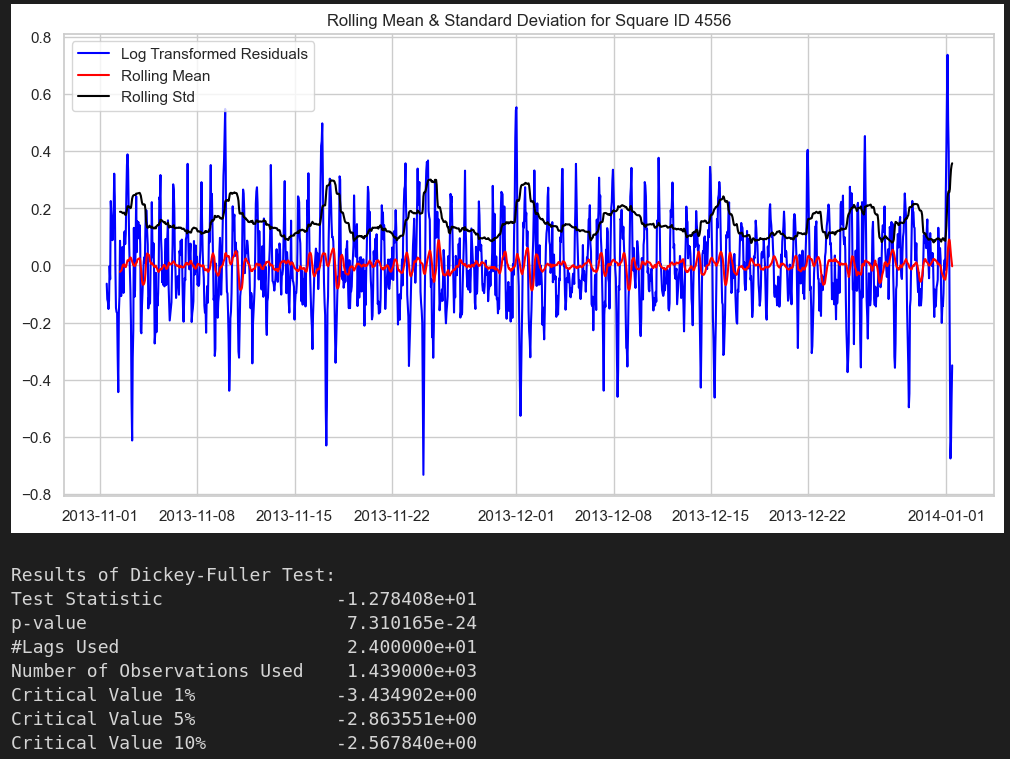 Rolling Mean & Standard Deviation for Square ID 4556
Log Transformed Residuals
Rolling Mean
Rolling Std
0.8
0.6
0.4
0.2
0.0
−0.2
−0.4
−0.6
−0.8
2013-11-01 2013-11-08 2013-11-15 2013-11-22 2013-12-01 2013-12-08 2013-12-15 2013-12-22 2014-01-01
Results of Dickey-Fuller Test:
Test Statistic -1.278408e+01
p-value 7.310165e-24
#Lags Used 2.400000e+01
Number of Observations Used 1.439000e+03
Critical Value 1% -3.434902e+00
Critical Value 5% -2.863551e+00
Critical Value 10% -2.567840e+00